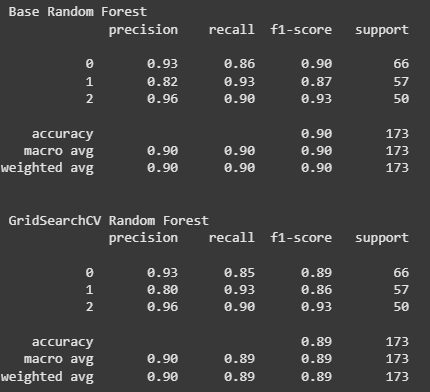 Base Random Forest
precision recall f1-score support
0 0.93 0.86 0.90 66
1 0.82 0.93 0.87 57
2 0.96 0.90 0.93 50
accuracy 0.90 173
macro avg 0.90 0.90 0.90 173
weighted avg 0.90 0.90 0.90 173
GridSearchCV Random Forest
precision recall f1-score support
0 0.93 0.85 0.89 66
1 0.80 0.93 0.86 57
2 0.96 0.90 0.93 50
accuracy 0.89 173
macro avg 0.90 0.89 0.89 173
weighted avg 0.90 0.89 0.89 173